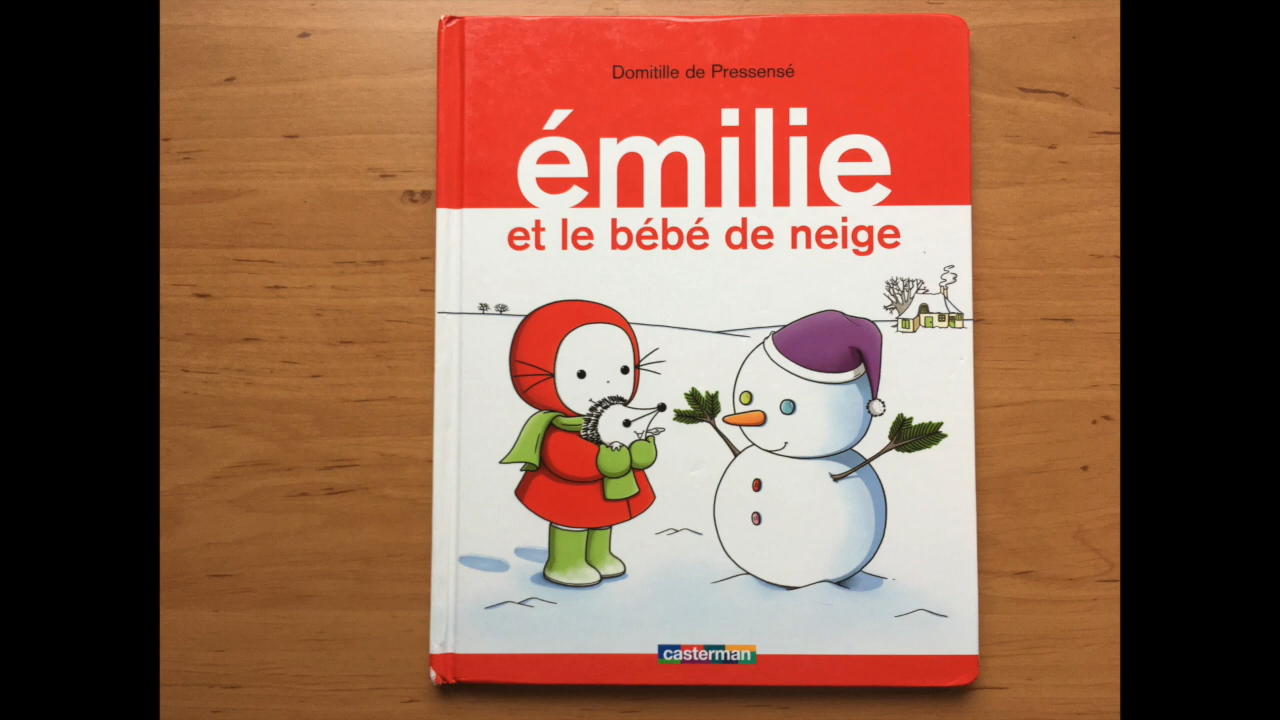 Domitille de Pressensé
émilie
et le bébé de neige
casterman